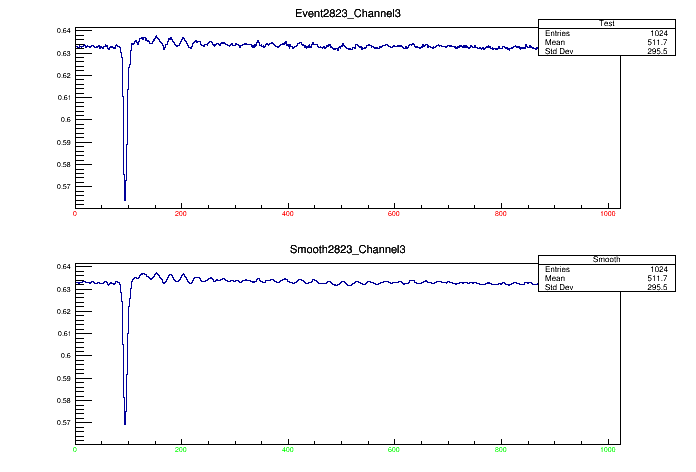 Event2823_Channel3
Test
Entries 1024
Mean 511.7
Std Dev 295.5
0.64
0.63
0.62
0.61
0.6
0.59
0.58
0.57
0 200 400 600 800 1000
Smooth2823_Channel3
Smooth
Entries 1024
Mean 511.7
Std Dev 295.5
0.64
0.63
0.62
0.61
0.6
0.59
0.58
0.57
0 200 400 600 800 1000